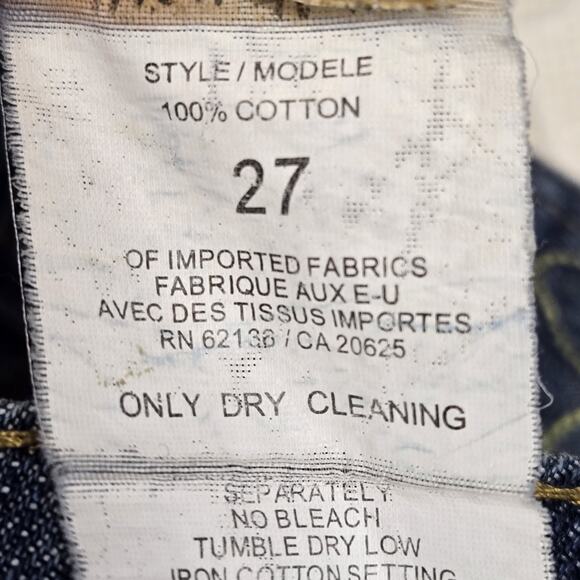 STYLE / MODELE
100% COTTON
27
OF IMPORTED FABRICS
FABRIQUE AUX E-U
AVEC DES TISSUS IMPORTES
RN 62136 / CA 20625
ONLY DRY CLEANING
SEPARATELY
NO BLEACH
TUMBLE DRY LOW
IRON COTTON SETTING